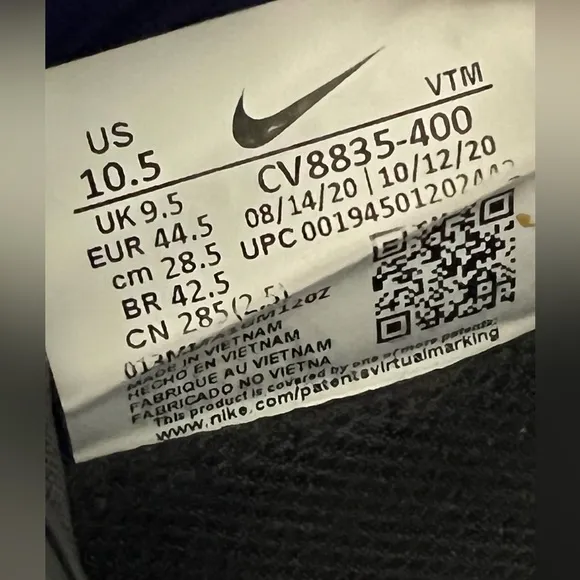 VTM
US
10.5
CV8835-400
UK 9.5
08/14/20 | 10/12/20
EUR 44.5
UPC 00194501202
cm 28.5
BR 42.5
CN 285(2.5)
MADE IN VIETNAM
HECHO EN VIETNAM
FABRIQUE AU VIETNAM
FABRICADO NO VIETNA
This product is covered by one or more patents.
www.nike.com/patentsvirtualmarking